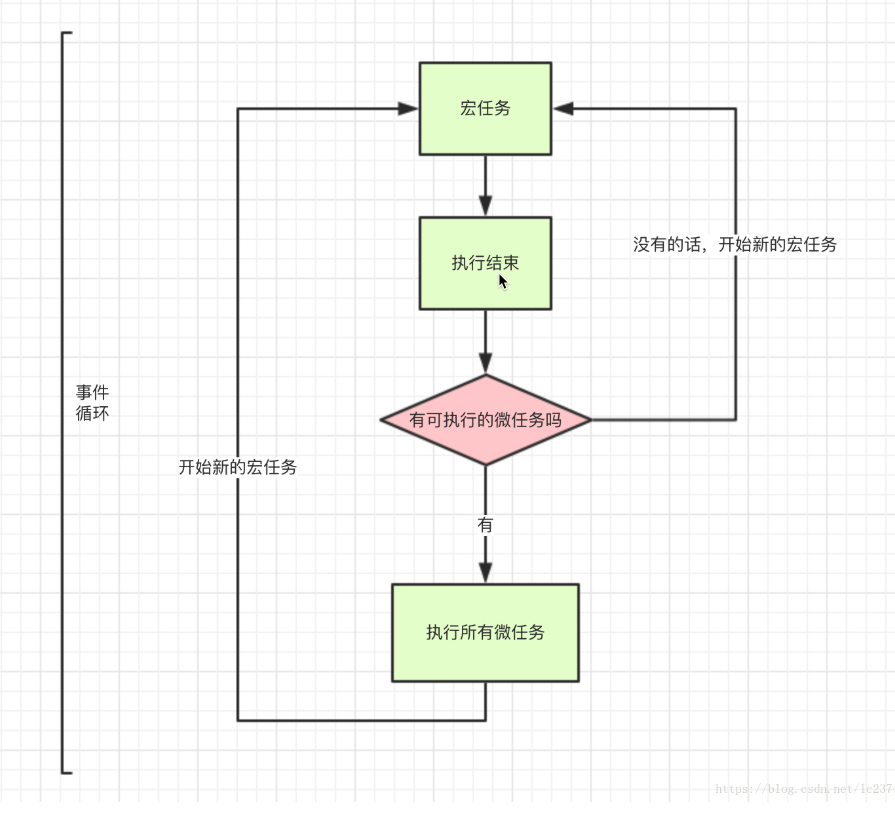 宏任务
执行结束
没有的话，开始新的宏任务
事件
循环
有可执行的微任务吗
开始新的宏任务
有
执行所有微任务
https://blog.csdn.net/lc237